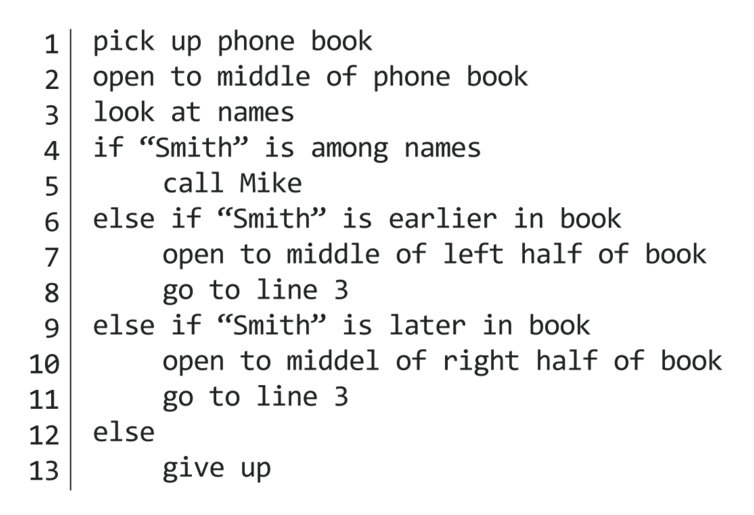 1 pick up phone book
2 open to middle of phone book
3 look at names
4 if “Smith” is among names
5 call Mike
6 else if “Smith” is earlier in book
7 open to middle of left half of book
8 go to line 3
9 else if “Smith” is later in book
10 open to middel of right half of book
11 go to line 3
12 else
13 give up